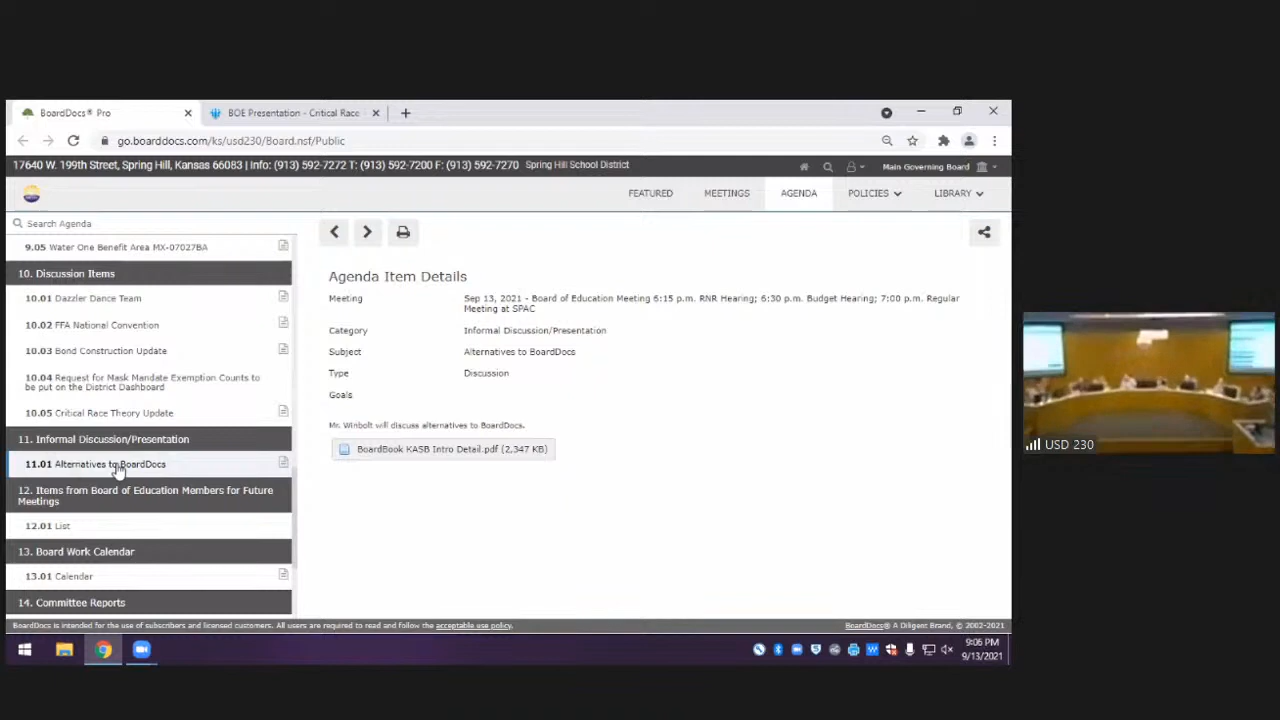 BoardDocs® Pro
BOE Presentation - Critical Race
go.boarddocs.com/ks/usd230/Board.nsf/Public
17640 W. 199th Street, Spring Hill, Kansas 66083 | Info: (913) 592-7272 T: (913) 592-7200 F: (913) 592-7270 Spring Hill School District
Main Governing Board
FEATURED MEETINGS AGENDA POLICIES LIBRARY
Search Agenda
9.05 Water One Benefit Area MX-07027BA
10. Discussion Items
10.01 Dazzler Dance Team
10.02 FFA National Convention
10.03 Bond Construction Update
10.04 Request for Mask Mandate Exemption Counts to
be put on the District Dashboard
10.05 Critical Race Theory Update
11. Informal Discussion/Presentation
11.01 Alternatives to BoardDocs
12. Items from Board of Education Members for Future
Meetings
12.01 List
13. Board Work Calendar
13.01 Calendar
14. Committee Reports
Agenda Item Details
Meeting Sep 13, 2021 - Board of Education Meeting 6:15 p.m. RNR Hearing; 6:30 p.m. Budget Hearing; 7:00 p.m. Regular
Meeting at SPAC
Category Informal Discussion/Presentation
Subject Alternatives to BoardDocs
Type Discussion
Goals
Mr. Winbolt will discuss alternatives to BoardDocs.
BoardBook KASB Intro Detail.pdf (2,347 KB)
BoardDocs is intended for the use of subscribers and licensed customers. All users are required to read and follow the acceptable use policy.
BoardDocs® A Diligent Brand, © 2002-2021
9:06 PM
9/13/2021
USD 230